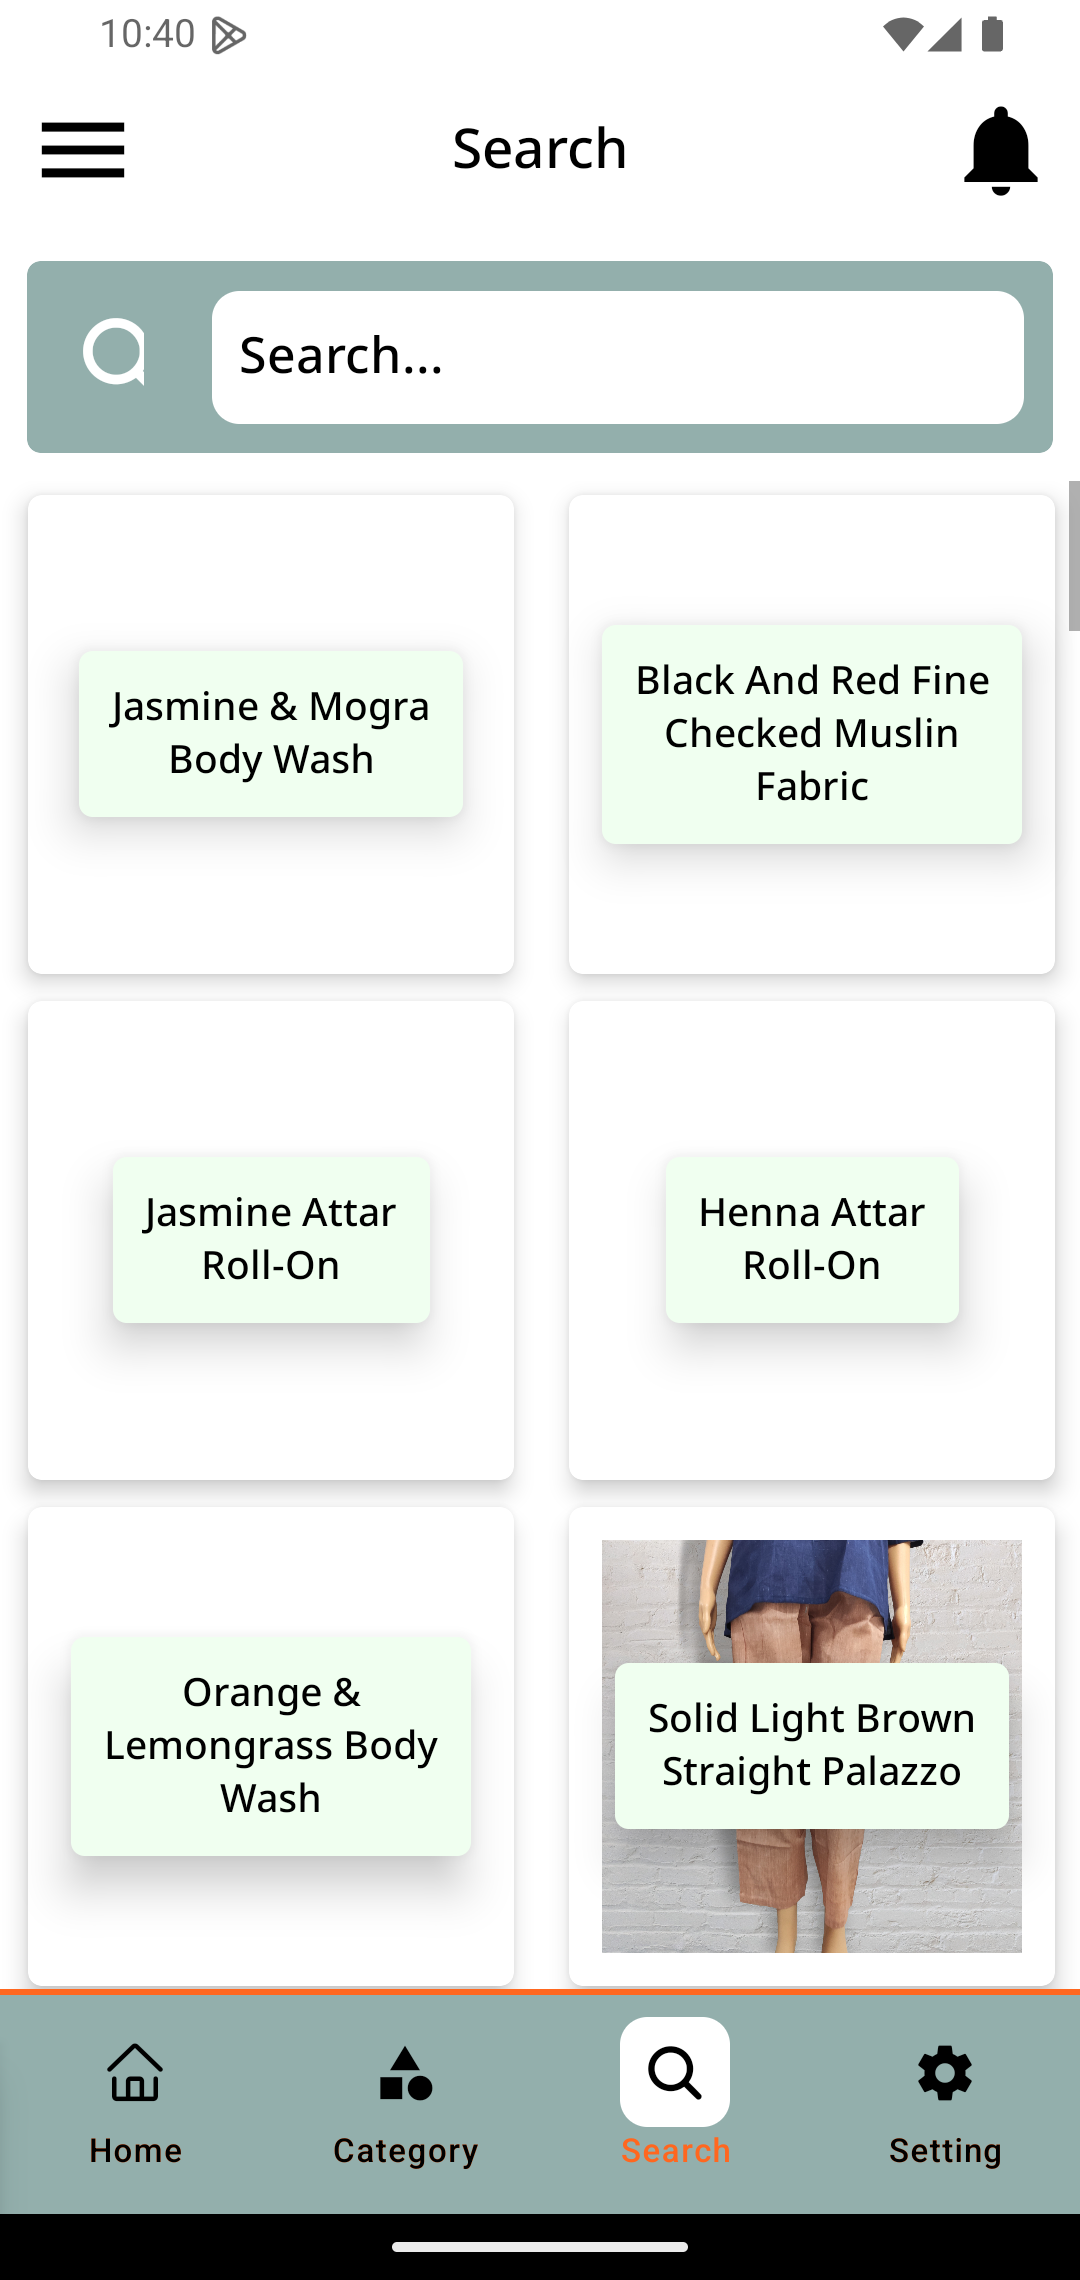 10:40
Search
Search...
Jasmine & Mogra
Body Wash
Black And Red Fine
Checked Muslin
Fabric
Jasmine Attar
Roll-On
Henna Attar
Roll-On
Orange &
Lemongrass Body
Wash
Solid Light Brown
Straight Palazzo
Home
Category
Search
Setting